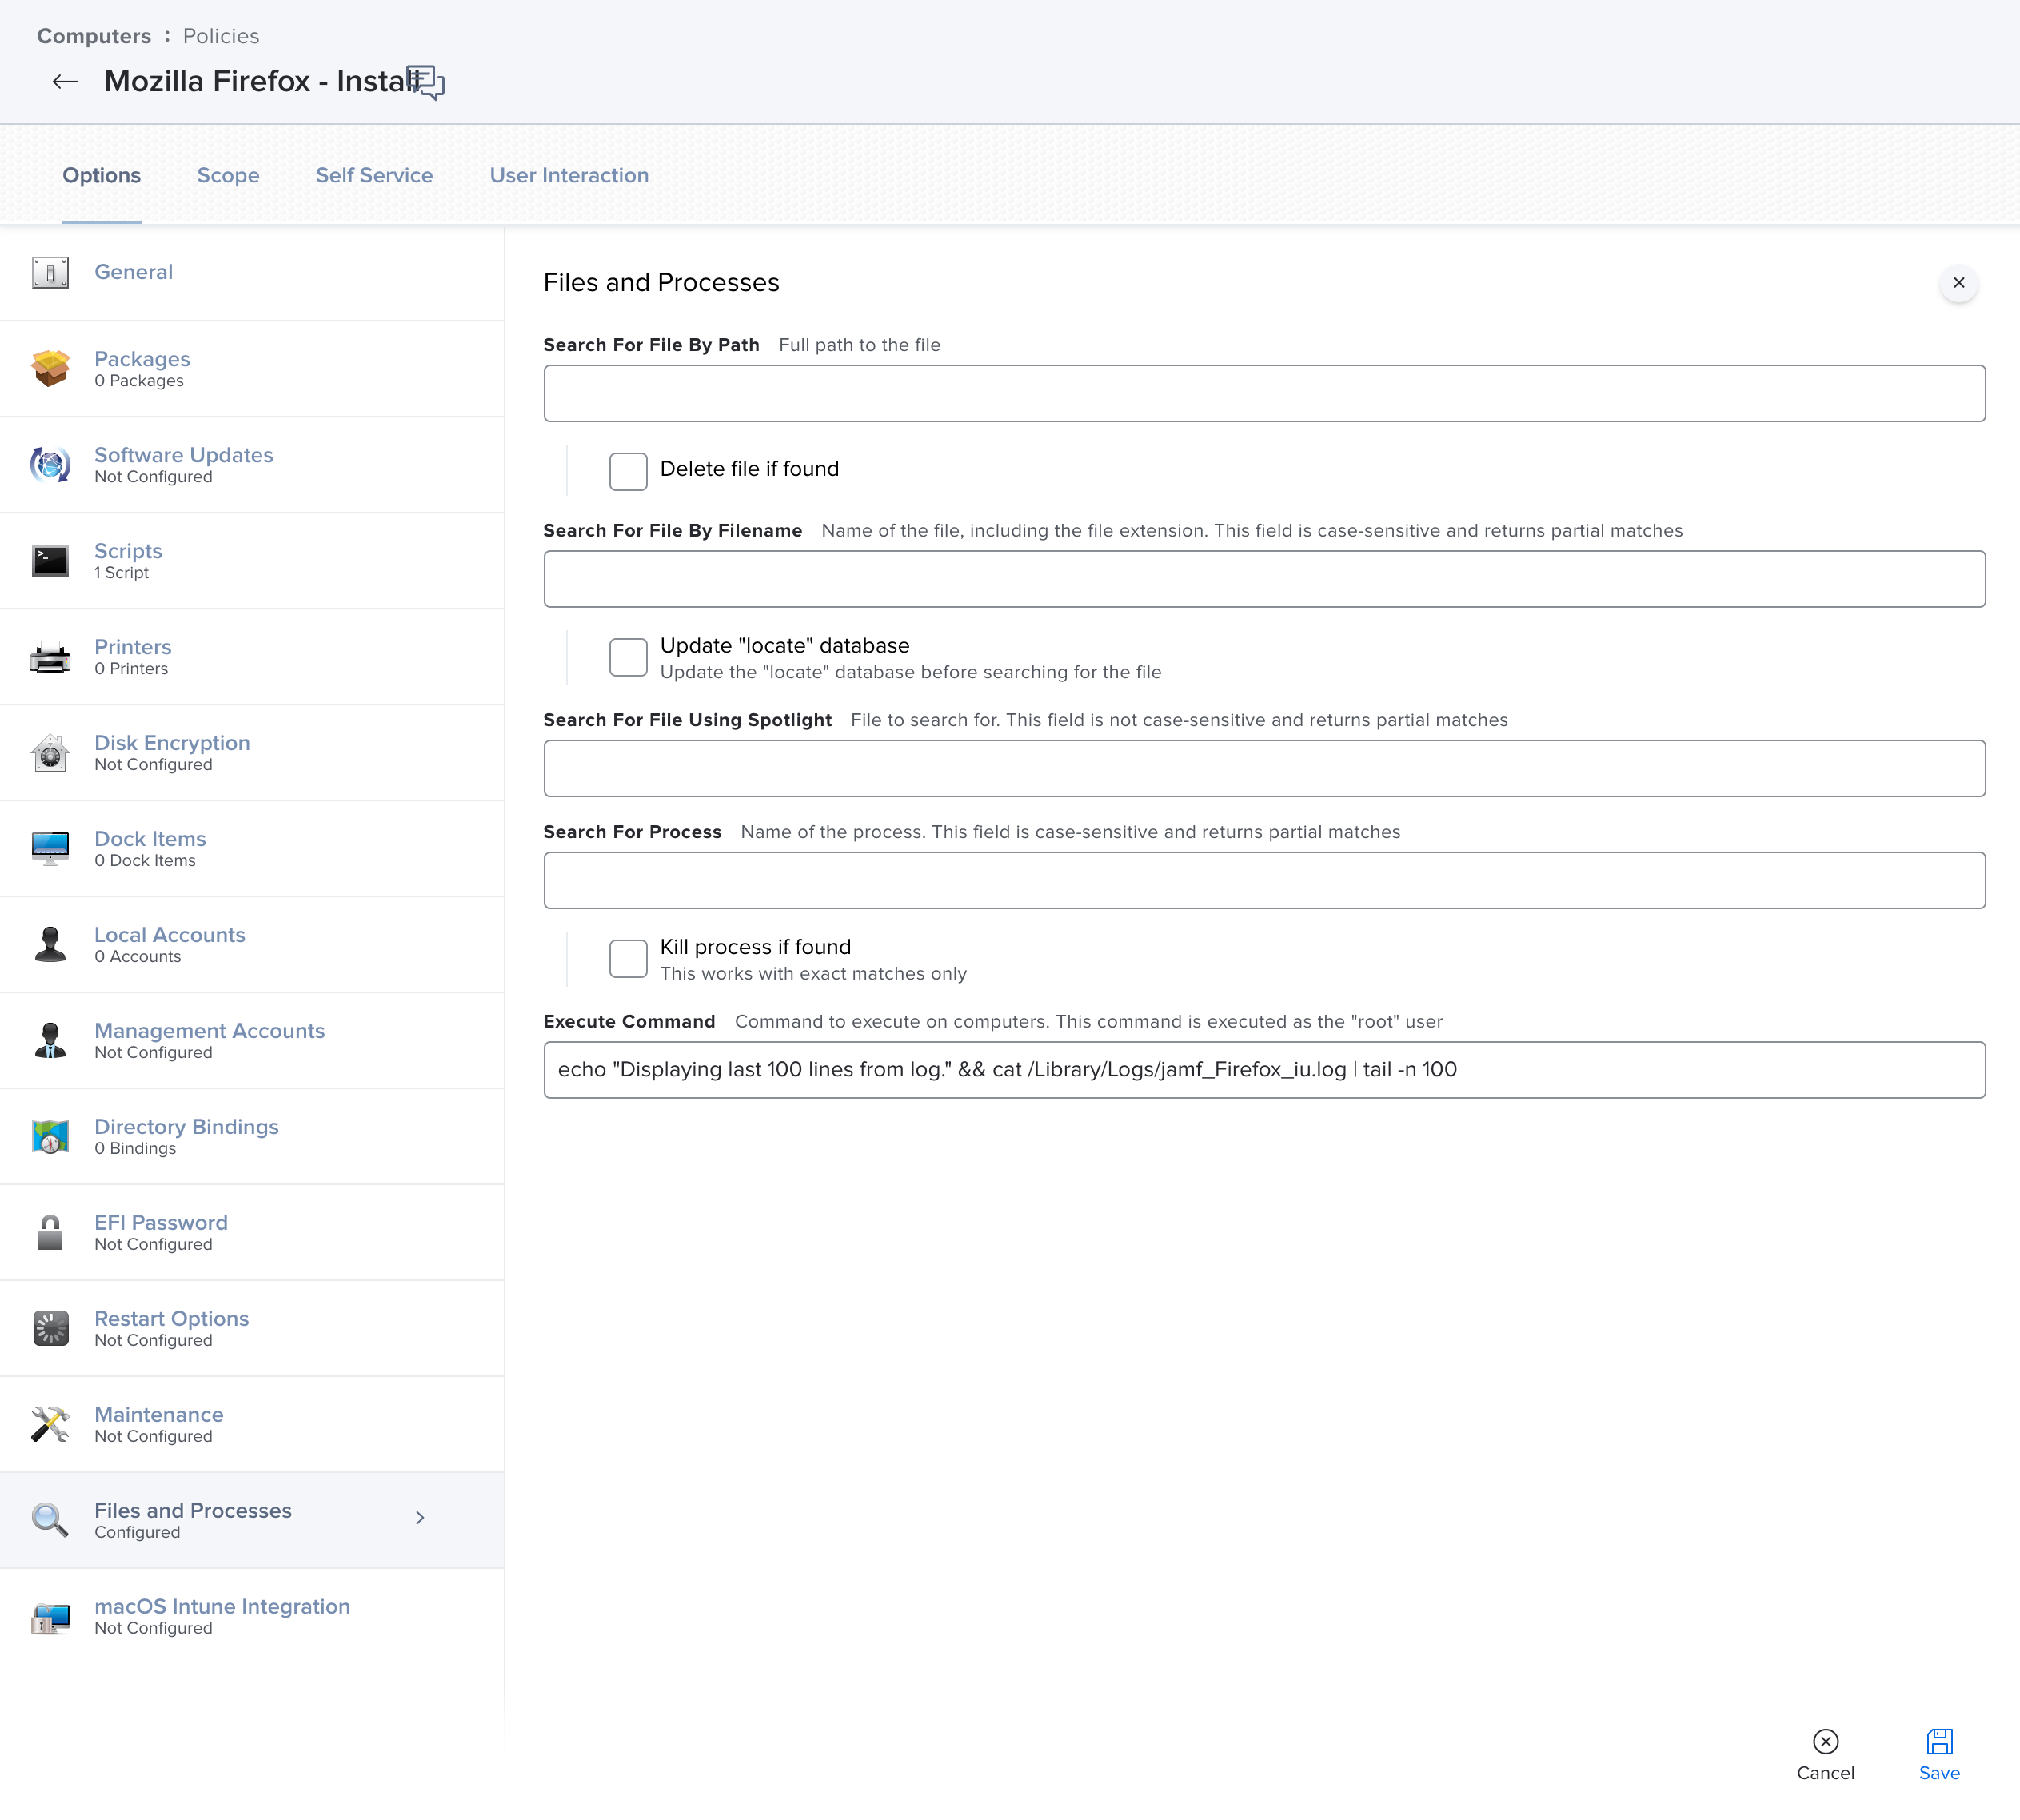 Computers : Policies
Mozilla Firefox - Install
Options Scope Self Service User Interaction
General
Packages
0 Packages
Software Updates
Not Configured
Scripts
1 Script
Printers
0 Printers
Disk Encryption
Not Configured
Dock Items
0 Dock Items
Local Accounts
0 Accounts
Management Accounts
Not Configured
Directory Bindings
0 Bindings
EFI Password
Not Configured
Restart Options
Not Configured
Maintenance
Not Configured
Files and Processes
Configured
macOS Intune Integration
Not Configured
Files and Processes
Search For File By Path Full path to the file
Delete file if found
Search For File By Filename Name of the file, including the file extension. This field is case-sensitive and returns partial matches
Update "locate" database
Update the "locate" database before searching for the file
Search For File Using Spotlight File to search for. This field is not case-sensitive and returns partial matches
Search For Process Name of the process. This field is case-sensitive and returns partial matches
Kill process if found
This works with exact matches only
Execute Command Command to execute on computers. This command is executed as the "root" user
echo "Displaying last 100 lines from log." && cat /Library/Logs/jamf_Firefox_iu.log | tail -n 100
Cancel Save